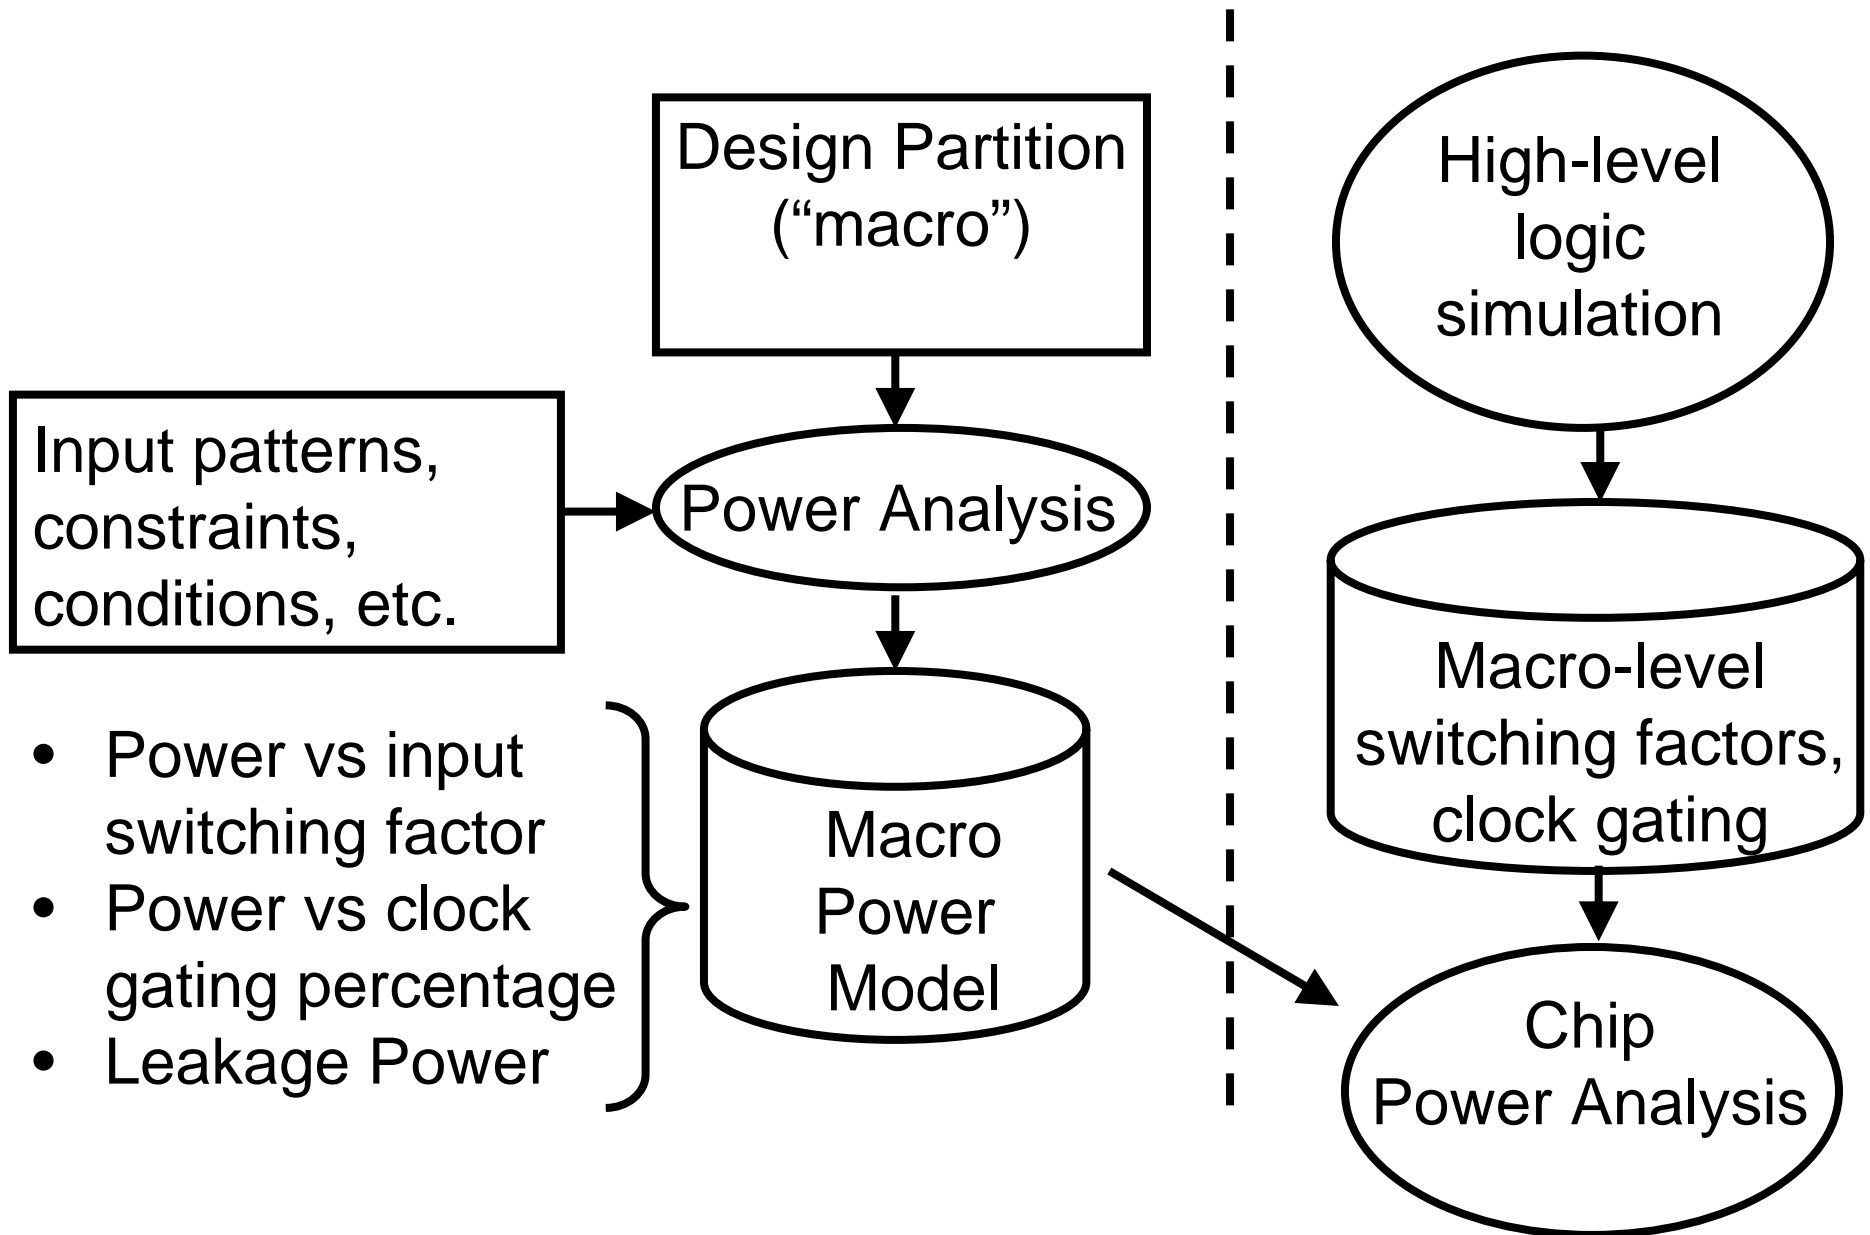 Design Partition
(“macro”)
Input patterns,
constraints,
conditions, etc.
Power Analysis
• Power vs input
switching factor
• Power vs clock
gating percentage
• Leakage Power
Macro
Power
Model
High-level
logic
simulation
Macro-level
switching factors,
clock gating
Chip
Power Analysis